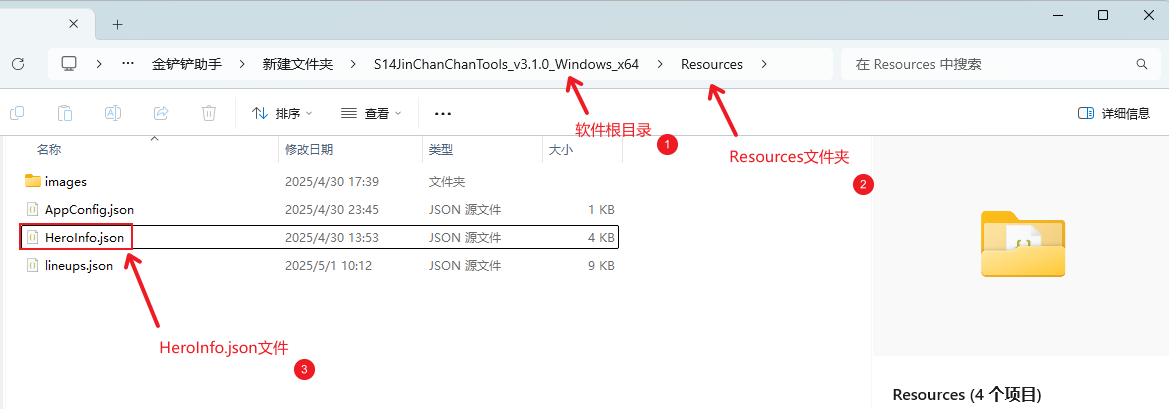 金铲铲助手 > 新建文件夹 > S14JinChanChanTools_v3.1.0_Windows_x64 > Resources >
在 Resources 中搜索
排序
查看
详细信息
软件根目录
1
Resources文件夹
2
名称 修改日期 类型 大小
images 2025/4/30 17:39 文件夹
AppConfig.json 2025/4/30 23:45 JSON 源文件 1 KB
HeroInfo.json 2025/4/30 13:53 JSON 源文件 4 KB
lineups.json 2025/5/1 10:12 JSON 源文件 9 KB
HeroInfo.json文件
3
Resources (4 个项目)